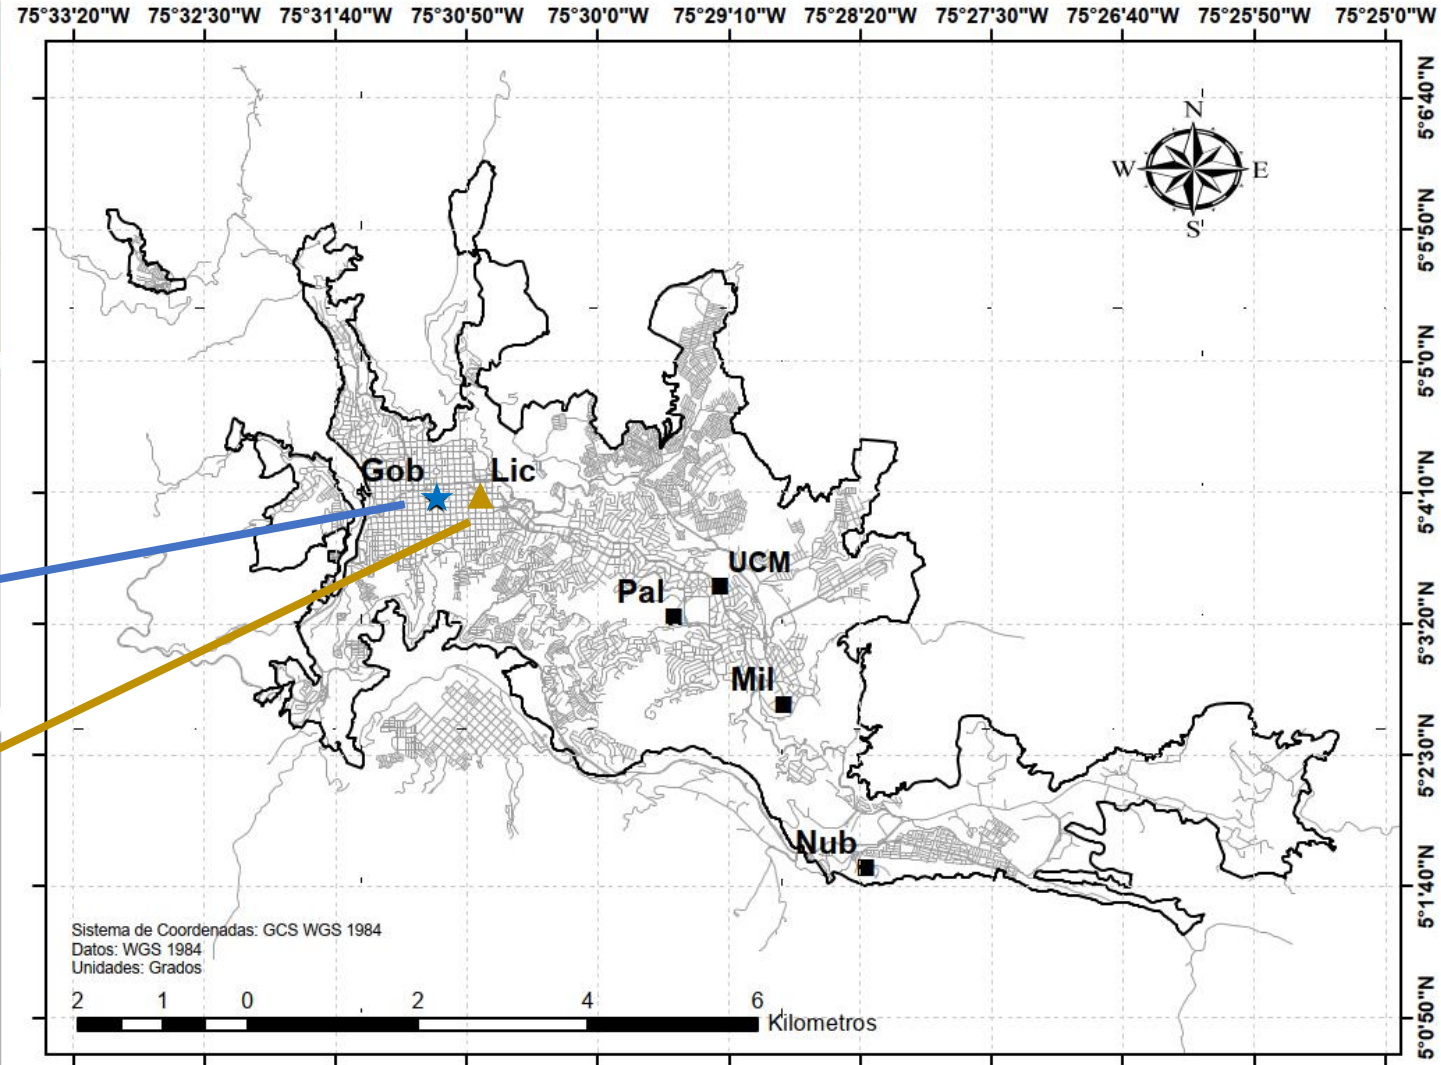 75°33'20"W 75°32'30"W 75°31'40"W 75°30'50"W 75°30'0"W 75°29'10"W 75°28'20"W 75°27'30"W 75°26'40"W 75°25'50"W 75°25'0"W
5°6'40"N
N
W E
S
5°5'50"N
5°5'0"N
Gob Lic
5°4'10"N
UCM
Pal
5°3'20"N
Mil
5°2'30"N
Nub
5°1'40"N
Sistema de Coordenadas: GCS WGS 1984
Datos: WGS 1984
Unidades: Grados
2 1 0 2 4 6
Kilometros
5°0'50"N